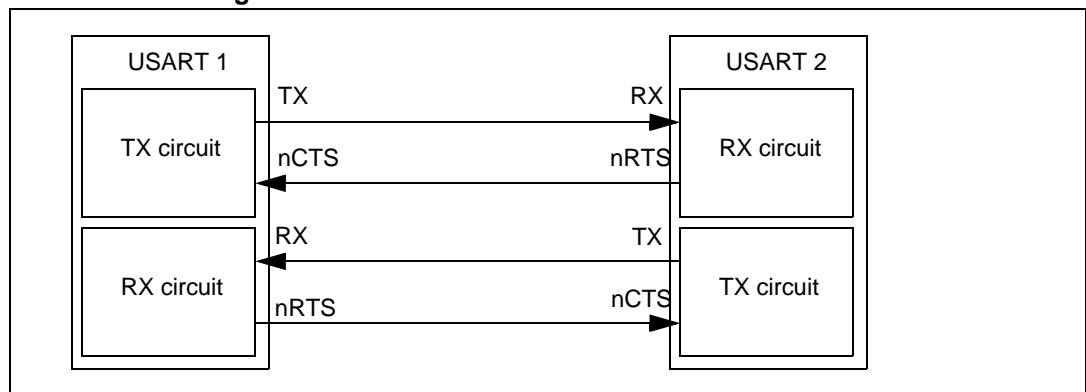 USART 1
USART 2
TX
RX
TX circuit
RX circuit
nCTS
nRTS
RX
TX
RX circuit
TX circuit
nRTS
nCTS